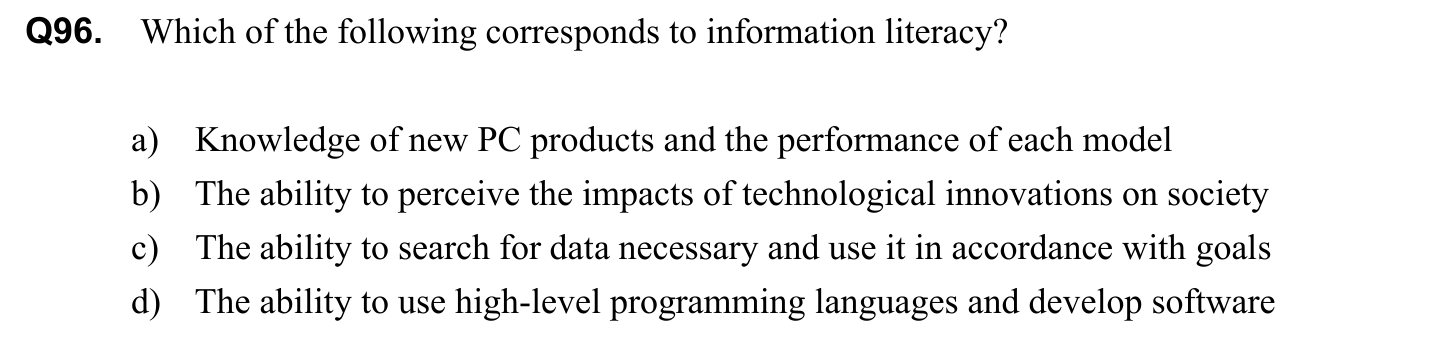 Q96. Which of the following corresponds to information literacy?
a) Knowledge of new PC products and the performance of each model
b) The ability to perceive the impacts of technological innovations on society
c) The ability to search for data necessary and use it in accordance with goals
d) The ability to use high-level programming languages and develop software